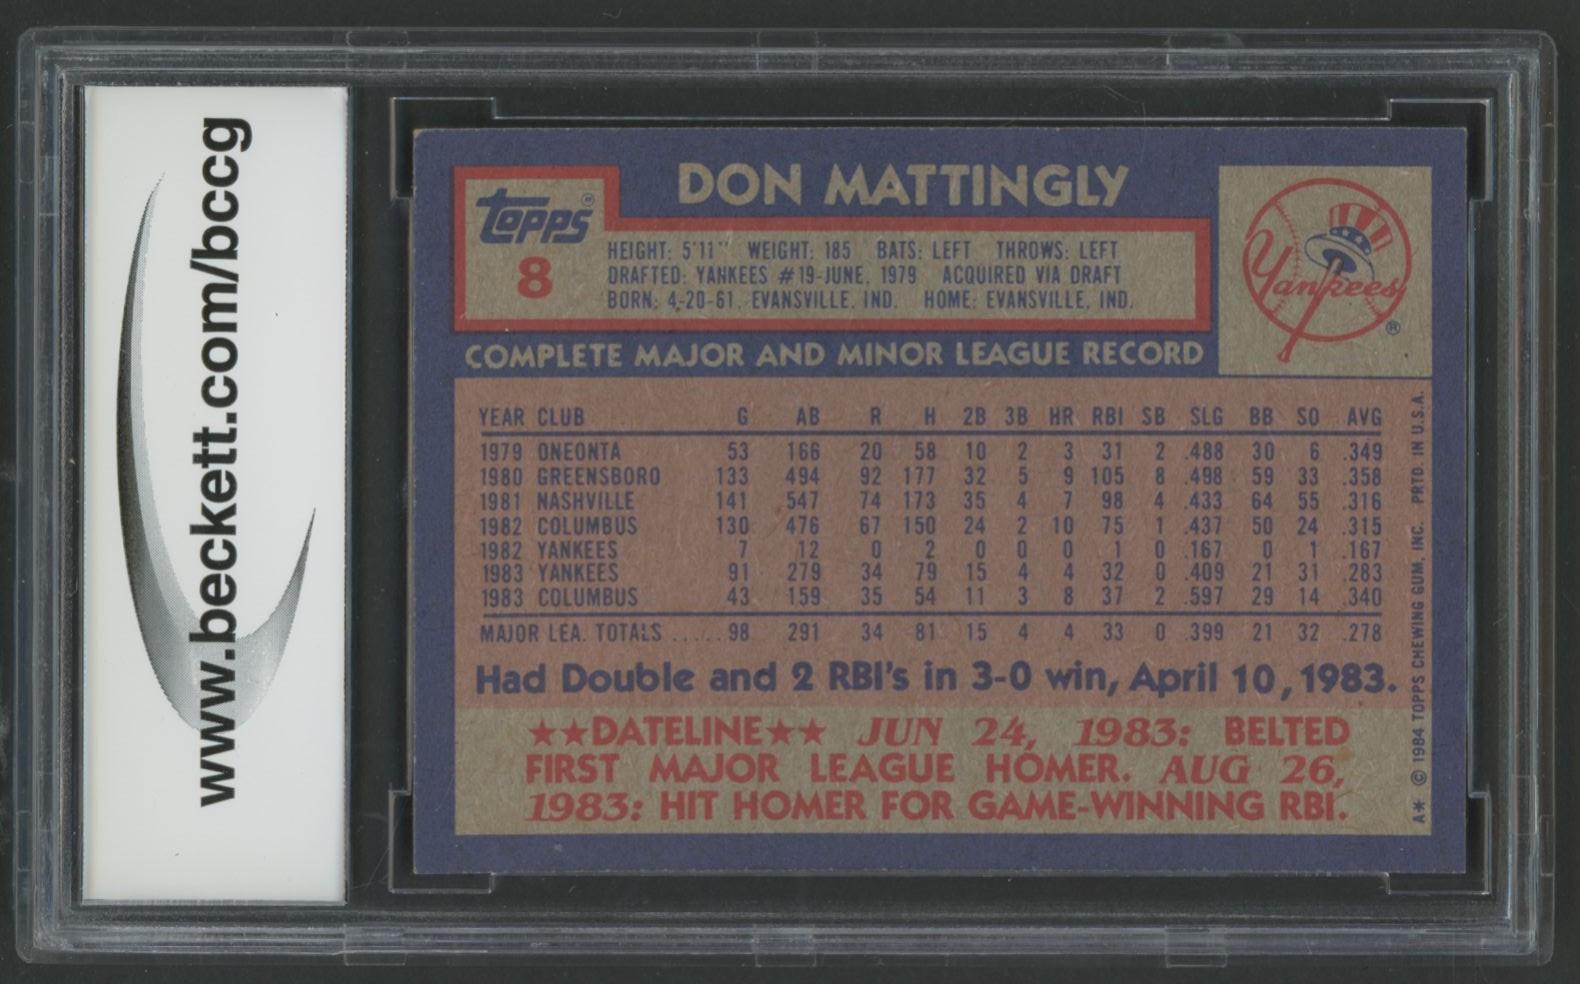 www.beckett.com/bccg
DON MATTINGLY
topps®
8
HEIGHT: 5'11" WEIGHT: 185 BATS: LEFT THROWS: LEFT
DRAFTED: YANKEES #19-JUNE, 1979 ACQUIRED VIA DRAFT
BORN: 4-20-61, EVANSVILLE, IND. HOME: EVANSVILLE, IND.
Yankees
®
COMPLETE MAJOR AND MINOR LEAGUE RECORD
YEAR CLUB G AB R H 2B 3B HR RBI SB SLG BB SO AVG
1979 ONEONTA 53 166 20 58 10 2 3 31 2 .488 30 6 .349
1980 GREENSBORO 133 494 92 177 32 5 9 105 8 .498 59 33 .358
1981 NASHVILLE 141 547 74 173 35 4 7 98 4 .433 64 55 .316
1982 COLUMBUS 130 476 67 150 24 2 10 75 1 .437 50 24 .315
1982 YANKEES 7 12 0 2 0 0 0 1 0 .167 0 1 .167
1983 YANKEES 91 279 34 79 15 4 4 32 0 .409 21 31 .283
1983 COLUMBUS 43 159 35 54 11 3 8 37 2 .597 29 14 .340
MAJOR LEA. TOTALS ...... 98 291 34 81 15 4 4 33 0 .399 21 32 .278
Had Double and 2 RBI's in 3-0 win, April 10, 1983.
★★DATELINE★★ JUN 24, 1983: BELTED
FIRST MAJOR LEAGUE HOMER. AUG 26,
1983: HIT HOMER FOR GAME-WINNING RBI.
A* © 1984 TOPPS CHEWING GUM, INC. PRTD. IN U.S.A.